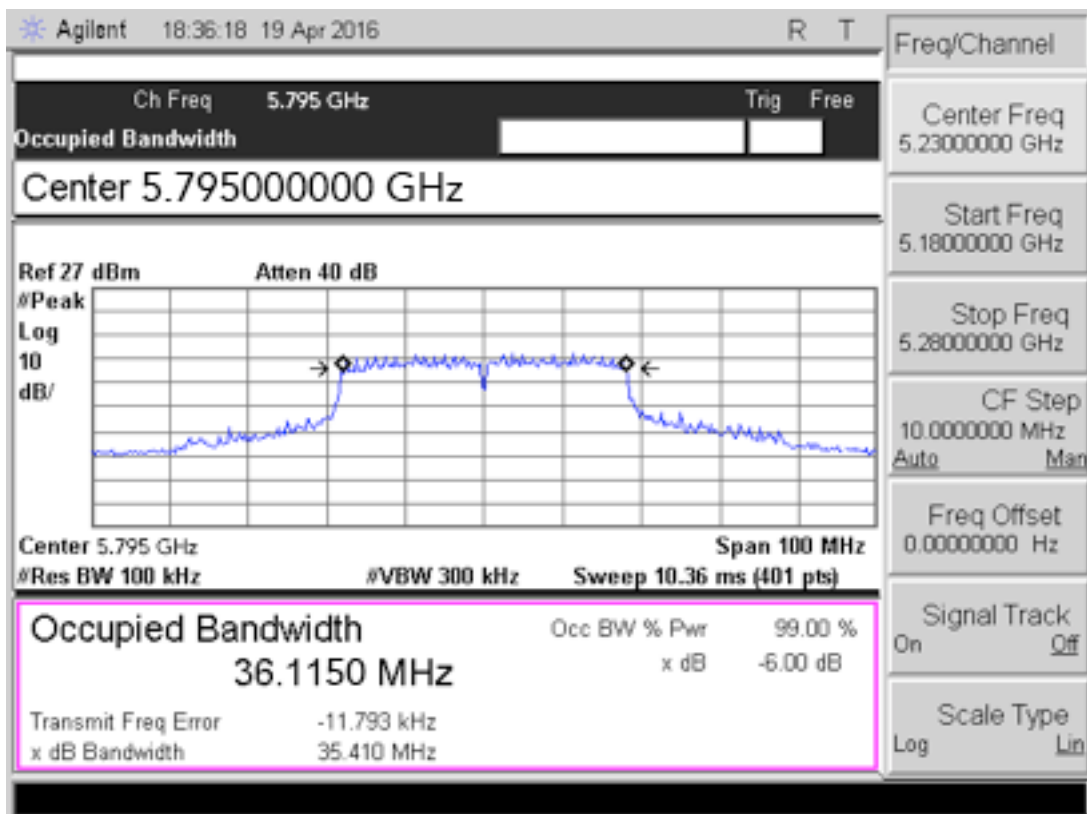 Agilent 18:36:18 19 Apr 2016 R T
Ch Freq 5.795 GHz Trig Free
Occupied Bandwidth
Center 5.795000000 GHz
Ref 27 dBm Atten 40 dB
#Peak
Log
10
dB/
Center 5.795 GHz Span 100 MHz
#Res BW 100 kHz #VBW 300 kHz Sweep 10.36 ms (401 pts)
Occupied Bandwidth Occ BW % Pwr 99.00 %
36.1150 MHz x dB -6.00 dB
Transmit Freq Error -11.793 kHz
x dB Bandwidth 35.410 MHz
Freq/Channel
Center Freq
5.23000000 GHz
Start Freq
5.18000000 GHz
Stop Freq
5.28000000 GHz
CF Step
10.0000000 MHz
Auto Man
Freq Offset
0.00000000 Hz
Signal Track
On Off
Scale Type
Log Lin